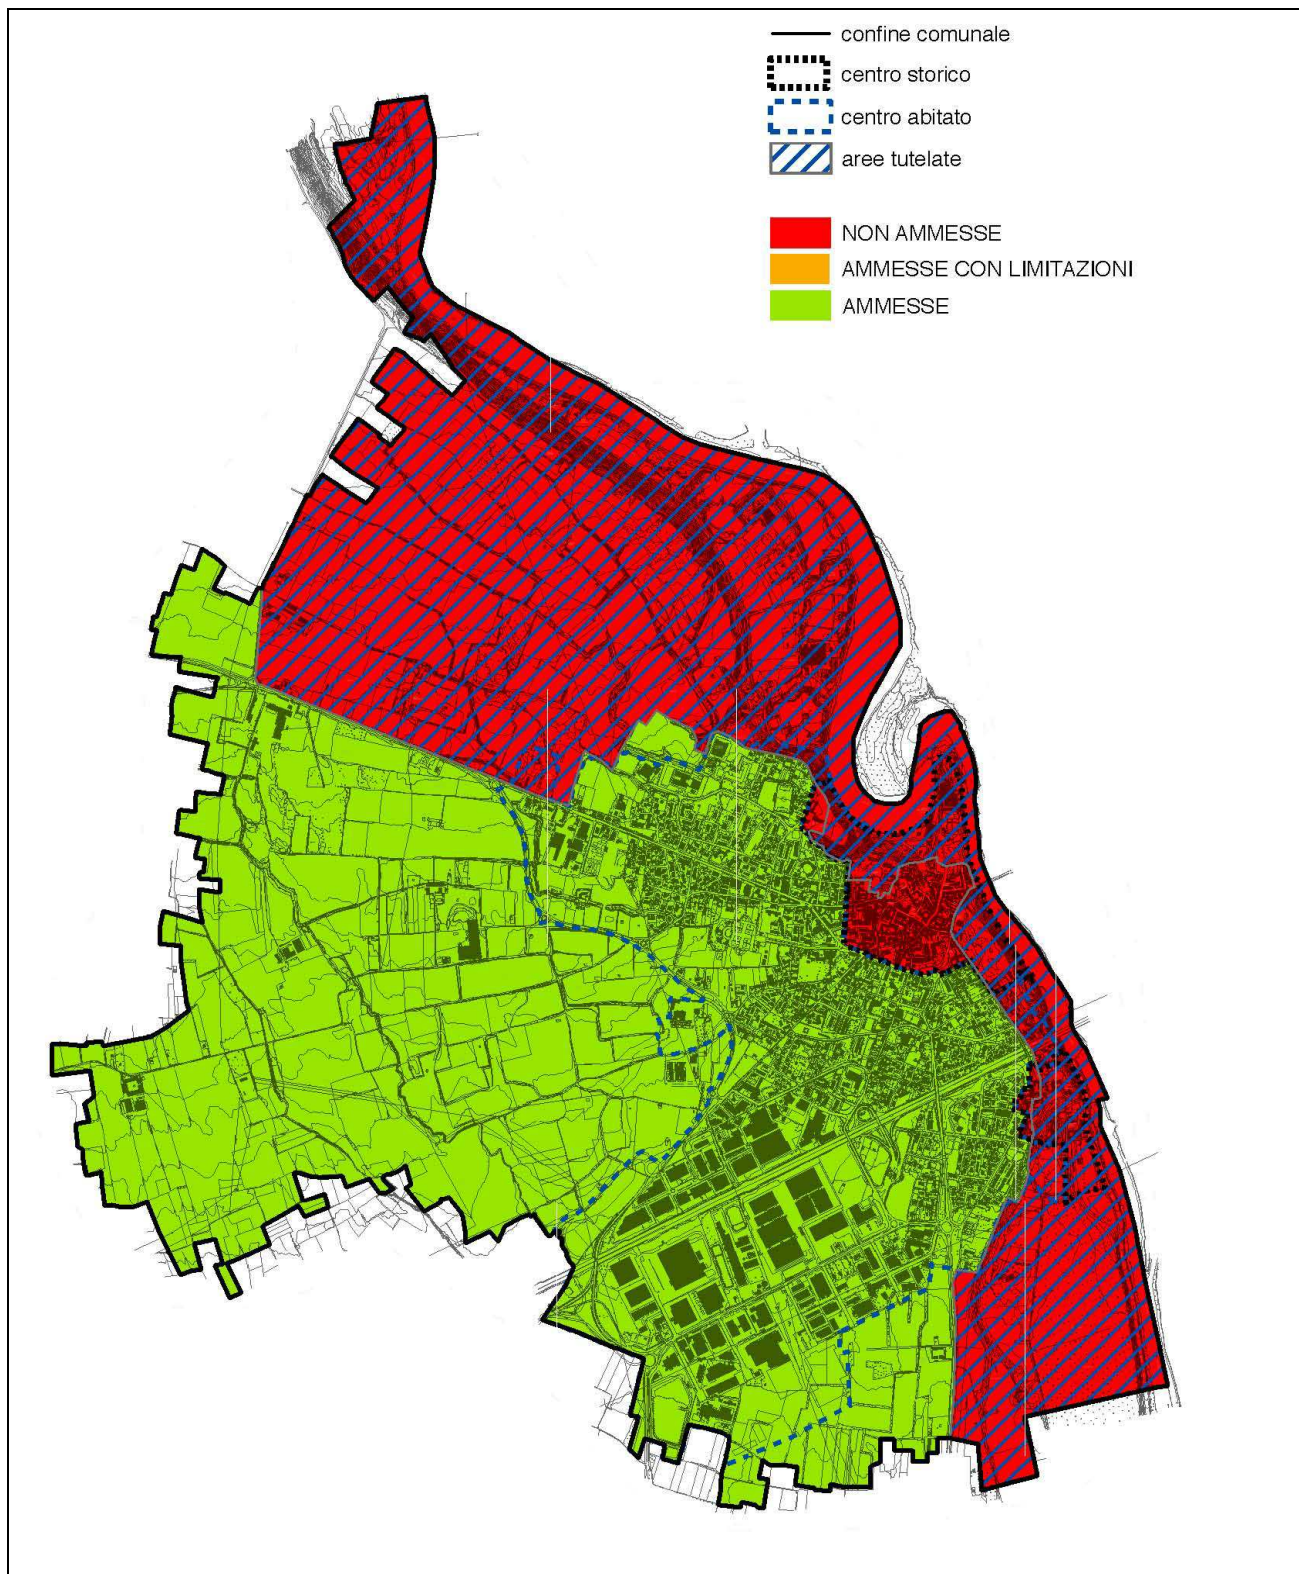 confine comunale
centro storico
centro abitato
aree tutelate
NON AMMESSE
AMMESSE CON LIMITAZIONI
AMMESSE